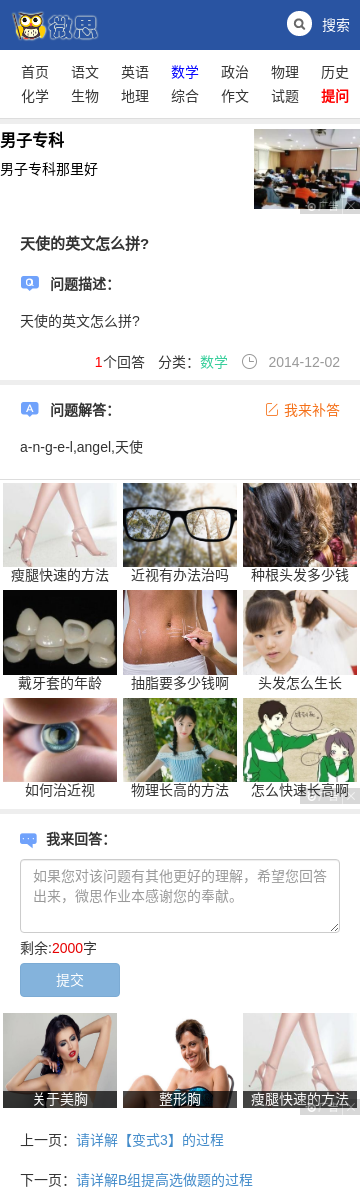 微思 搜索
首页 语文 英语 数学 政治 物理 历史
化学 生物 地理 综合 作文 试题 提问
男子专科
男子专科那里好
广告
天使的英文怎么拼?
问题描述:
天使的英文怎么拼?
1个回答 分类：数学 2014-12-02
问题解答:
我来补答
a-n-g-e-l,angel,天使
瘦腿快速的方法 近视有办法治吗 种根头发多少钱
戴牙套的年龄 抽脂要多少钱啊 头发怎么生长
如何治近视 物理长高的方法 怎么快速长高啊
广告
我来回答：
如果您对该问题有其他更好的理解，希望您回答
出来，微思作业本感谢您的奉献。
剩余:2000字
提交
关于美胸 整形胸 瘦腿快速的方法
广告
上一页：请详解【变式3】的过程
下一页：请详解B组提高选做题的过程